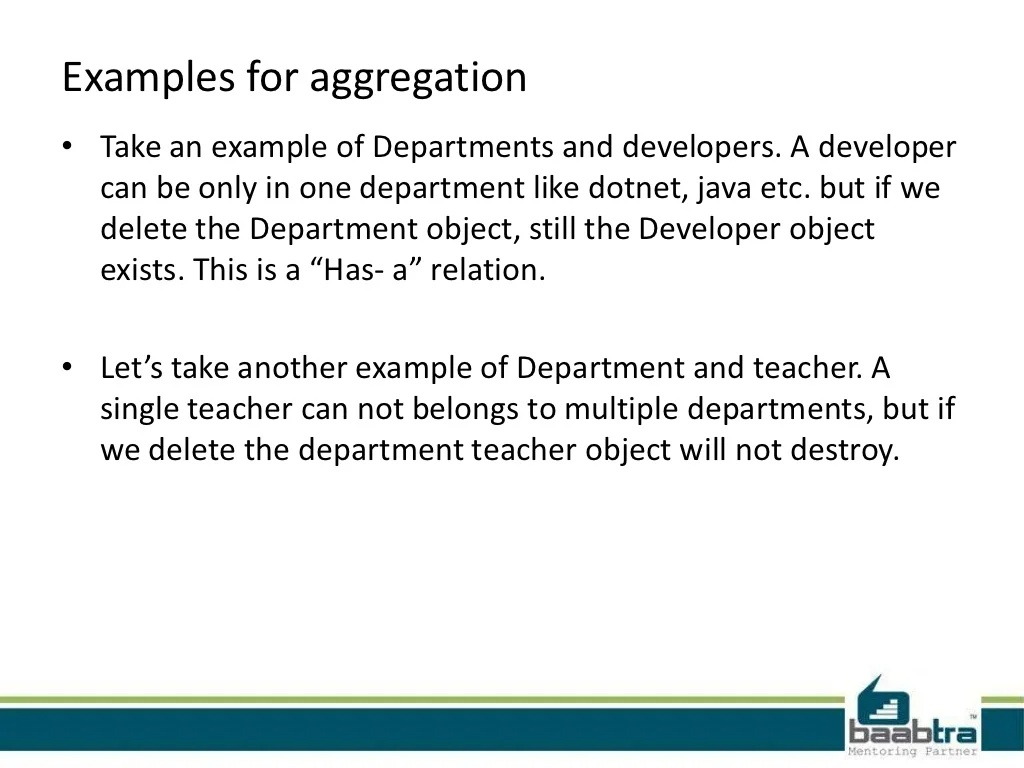 Examples for aggregation
• Take an example of Departments and developers. A developer
can be only in one department like dotnet, java etc. but if we
delete the Department object, still the Developer object
exists. This is a “Has- a” relation.
• Let’s take another example of Department and teacher. A
single teacher can not belongs to multiple departments, but if
we delete the department teacher object will not destroy.
baabtra™
Mentoring Partner